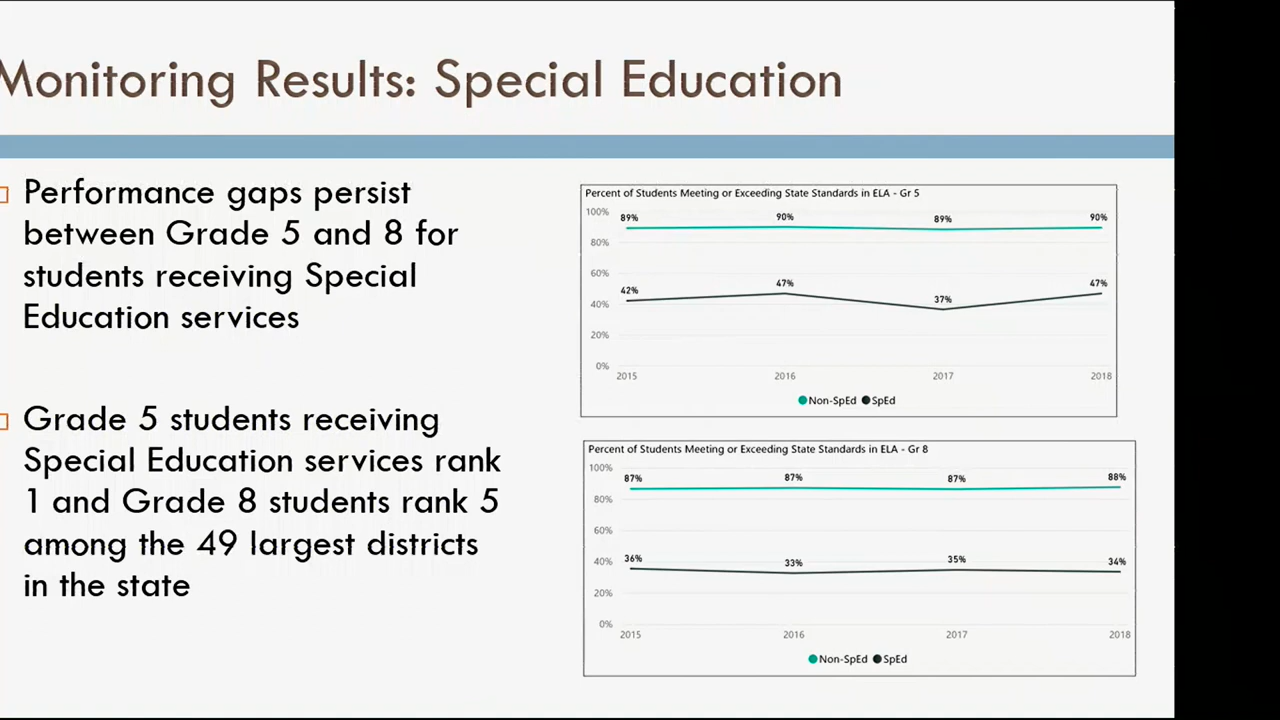 Monitoring Results: Special Education
Performance gaps persist
between Grade 5 and 8 for
students receiving Special
Education services
Grade 5 students receiving
Special Education services rank
1 and Grade 8 students rank 5
among the 49 largest districts
in the state
Percent of Students Meeting or Exceeding State Standards in ELA - Gr 5
100%
89% 90% 89% 90%
80%
60%
42% 47% 37% 47%
40%
20%
0%
2015 2016 2017 2018
Non-SpEd SpEd
Percent of Students Meeting or Exceeding State Standards in ELA - Gr 8
100%
87% 87% 87% 88%
80%
60%
40%
36% 33% 35% 34%
20%
0%
2015 2016 2017 2018
Non-SpEd SpEd